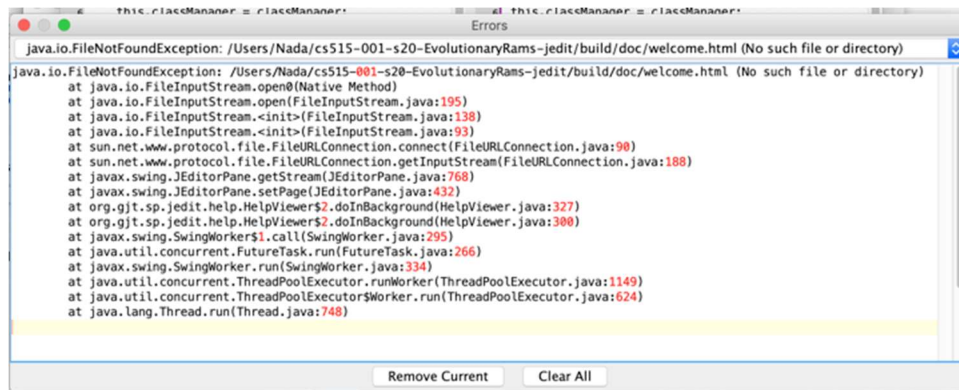 this.classManager = classManager;
6 this.classManager = classManager;
Errors
java.io.FileNotFoundException: /Users/Nada/cs515-001-s20-EvolutionaryRams-jedit/build/doc/welcome.html (No such file or directory)
java.io.FileNotFoundException: /Users/Nada/cs515-001-s20-EvolutionaryRams-jedit/build/doc/welcome.html (No such file or directory)
at java.io.FileInputStream.open0(Native Method)
at java.io.FileInputStream.open(FileInputStream.java:195)
at java.io.FileInputStream.<init>(FileInputStream.java:138)
at java.io.FileInputStream.<init>(FileInputStream.java:93)
at sun.net.www.protocol.file.FileURLConnection.connect(FileURLConnection.java:90)
at sun.net.www.protocol.file.FileURLConnection.getInputStream(FileURLConnection.java:188)
at javax.swing.JEditorPane.getStream(JEditorPane.java:768)
at javax.swing.JEditorPane.setPage(JEditorPane.java:432)
at org.gjt.sp.jedit.help.HelpViewer$2.doInBackground(HelpViewer.java:327)
at org.gjt.sp.jedit.help.HelpViewer$2.doInBackground(HelpViewer.java:300)
at javax.swing.SwingWorker$1.call(SwingWorker.java:295)
at java.util.concurrent.FutureTask.run(FutureTask.java:266)
at javax.swing.SwingWorker.run(SwingWorker.java:334)
at java.util.concurrent.ThreadPoolExecutor.runWorker(ThreadPoolExecutor.java:1149)
at java.util.concurrent.ThreadPoolExecutor$Worker.run(ThreadPoolExecutor.java:624)
at java.lang.Thread.run(Thread.java:748)
Remove Current
Clear All